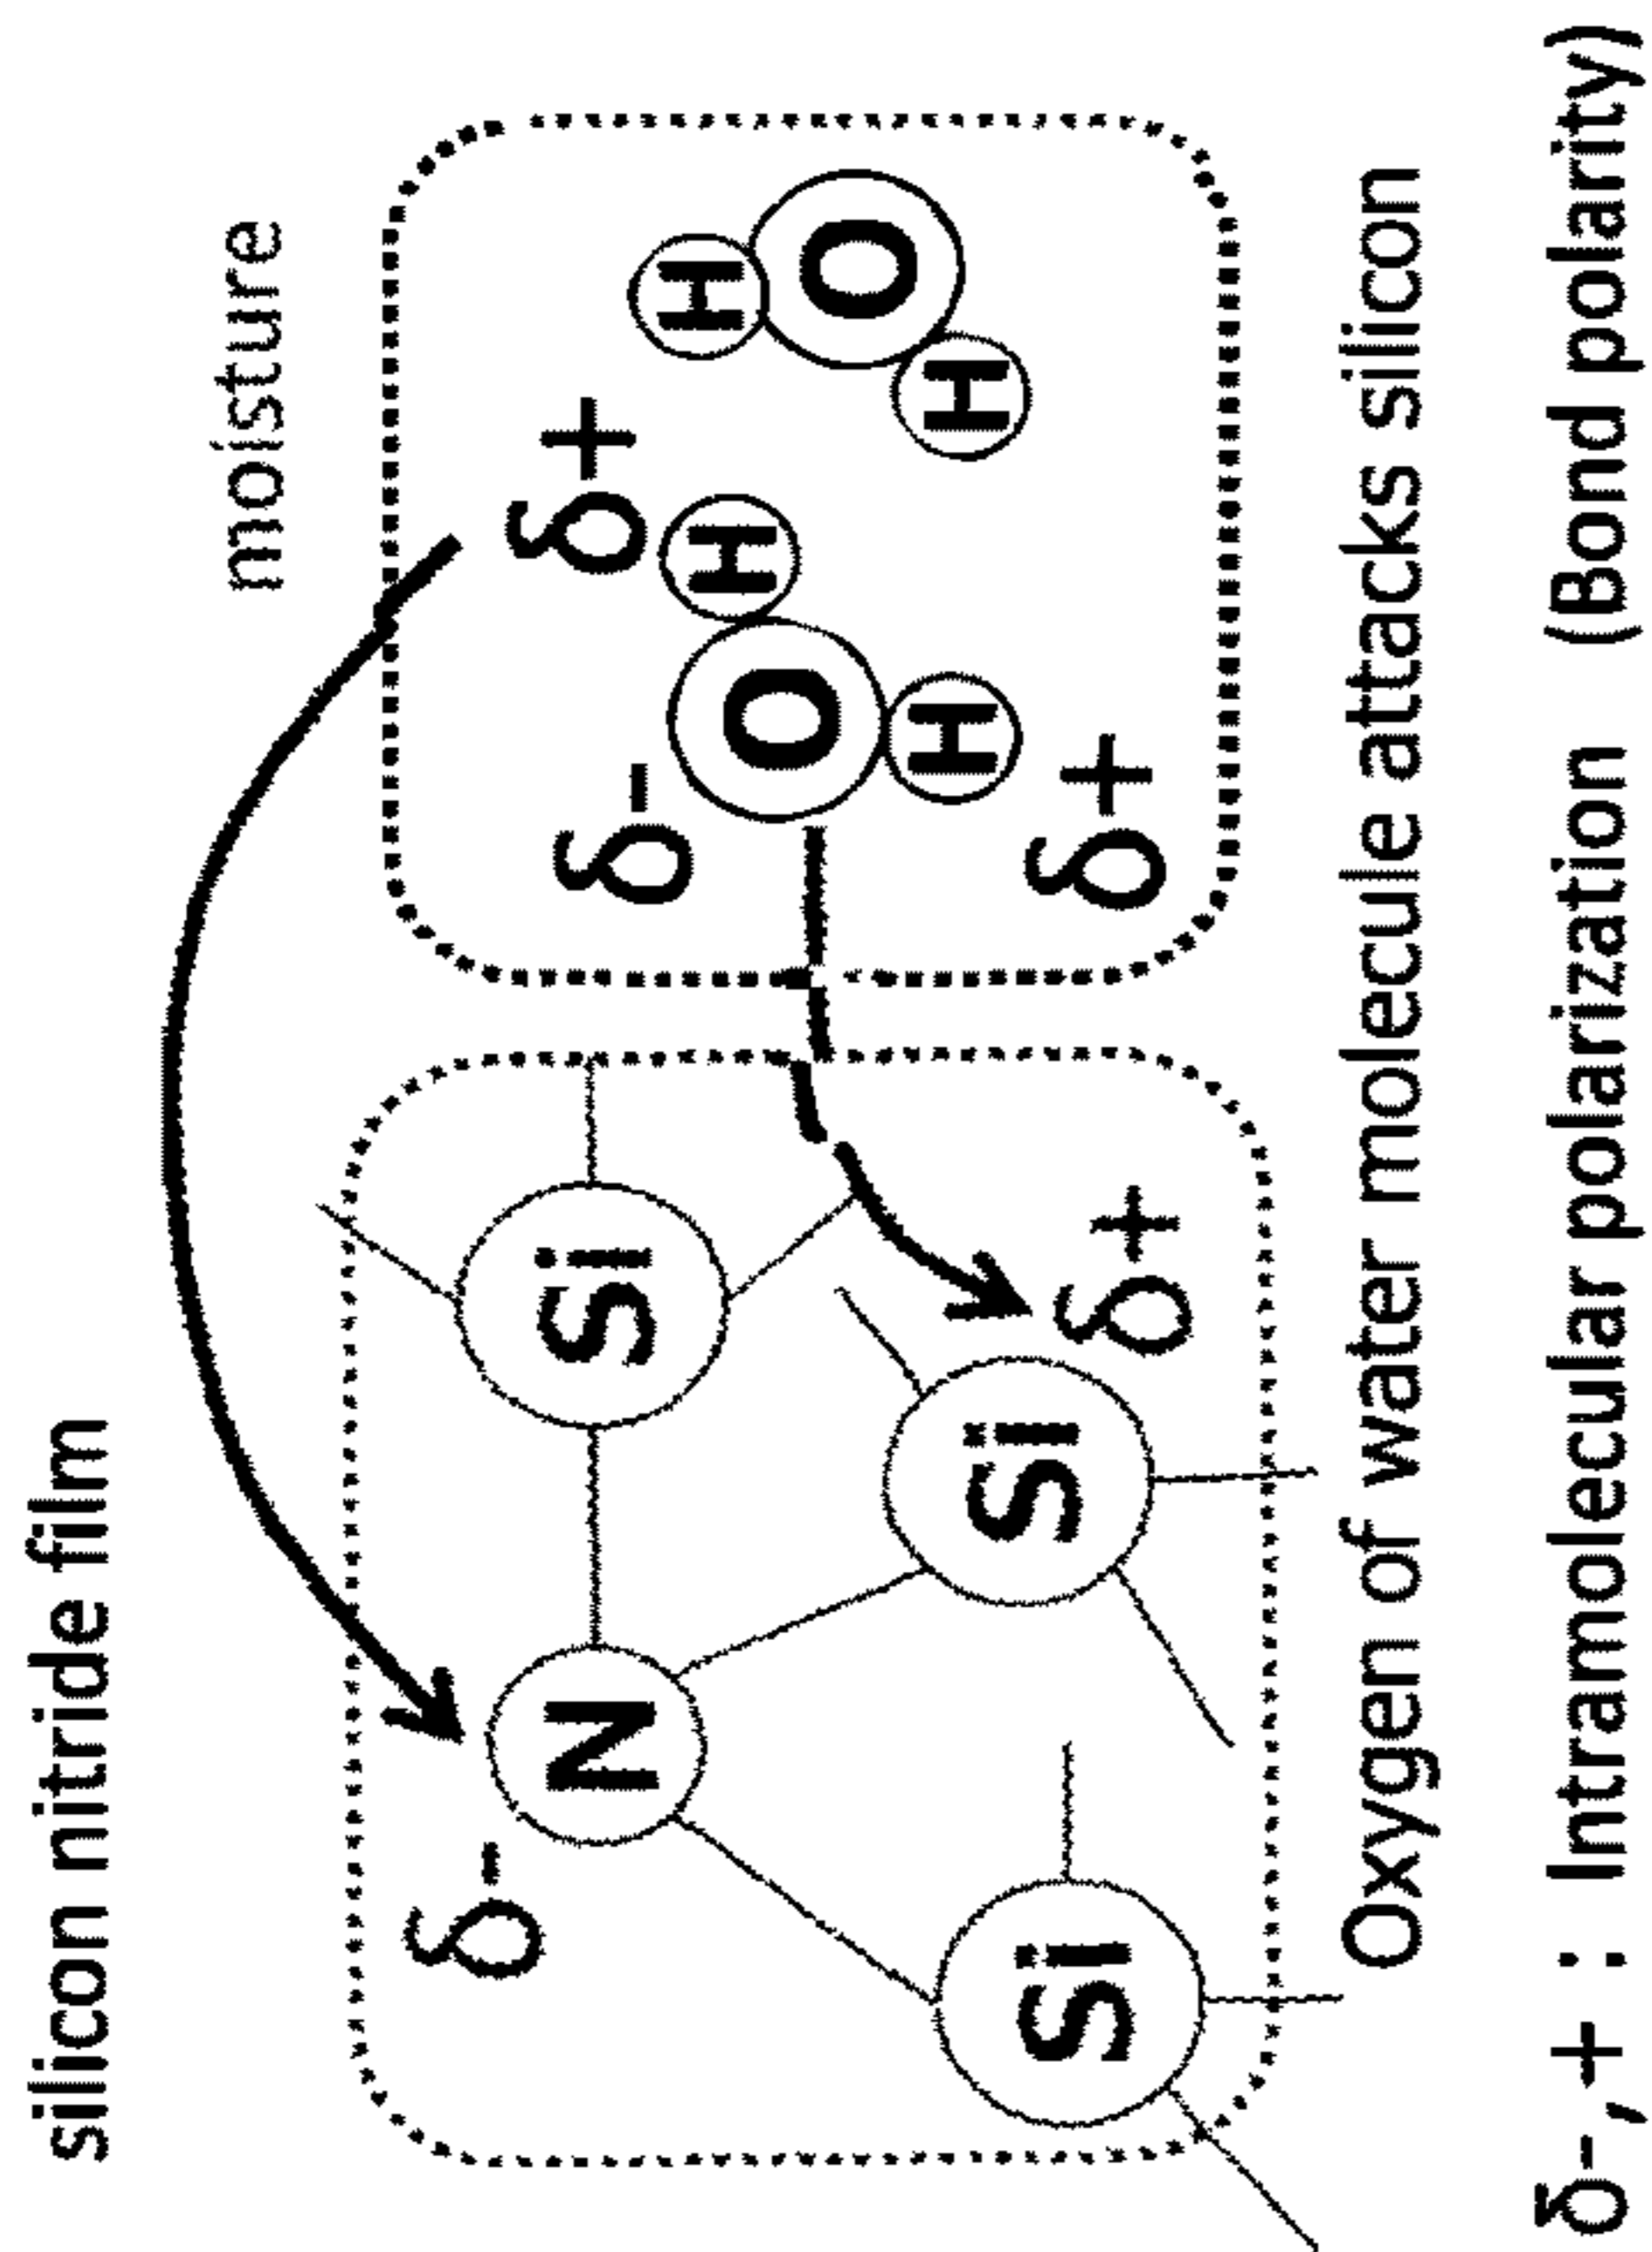 silicon nitride film
moisture
δ-
N
Si
Si
δ+
Si
δ-
δ+
O
H
H
δ+
H
O
H
Oxygen of water molecule attacks silicon
δ-,+ : Intramolecular polarization (Bond polarity)